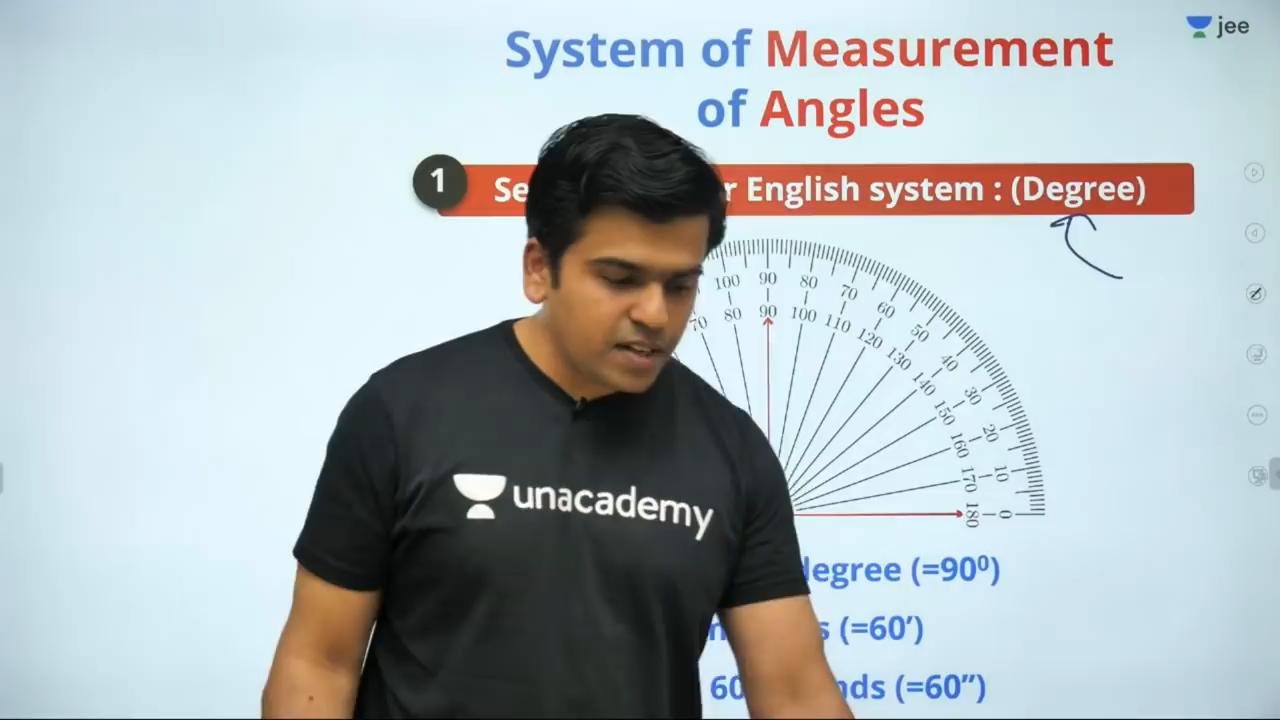 jee
System of Measurement
of Angles
1
English system : (Degree)
100 90 80 70 60 50 40 30 20 10 0
70 80 90 100 110 120 130 140 150 160 170 180
unacademy
degree (=90⁰)
(=60′)
60 (=60″)